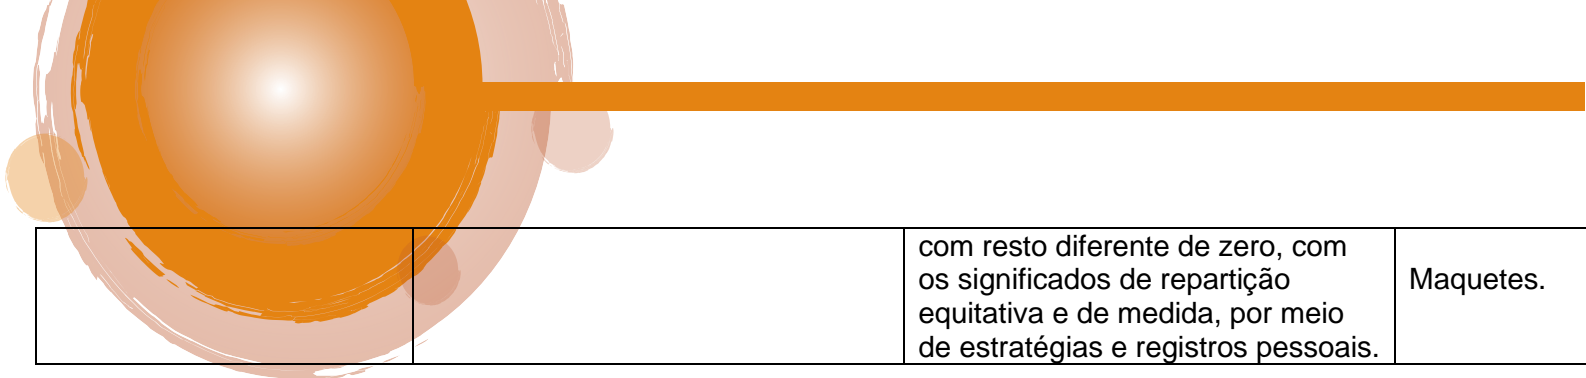 com resto diferente de zero, com
os significados de repartição
equitativa e de medida, por meio
de estratégias e registros pessoais.
Maquetes.